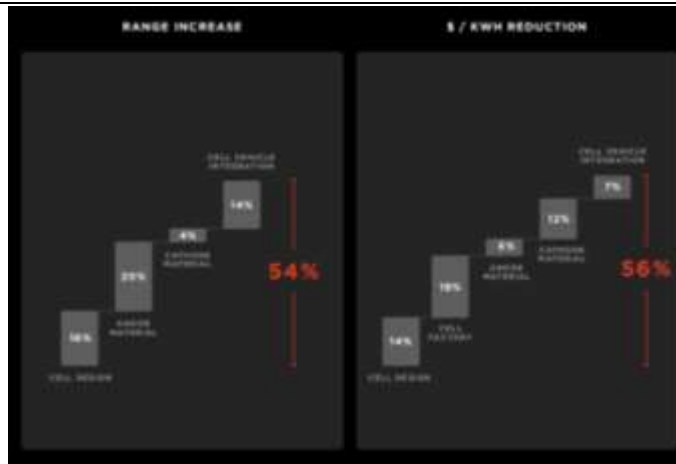 RANGE INCREASE
CELL VEHICLE
INTEGRATION
14%
4%
CATHODE
MATERIAL
20%
ANODE
MATERIAL
16%
CELL DESIGN
54%
$ / KWH REDUCTION
CELL VEHICLE
INTEGRATION
7%
12%
CATHODE
MATERIAL
5%
ANODE
MATERIAL
18%
CELL
FACTORY
14%
CELL DESIGN
56%